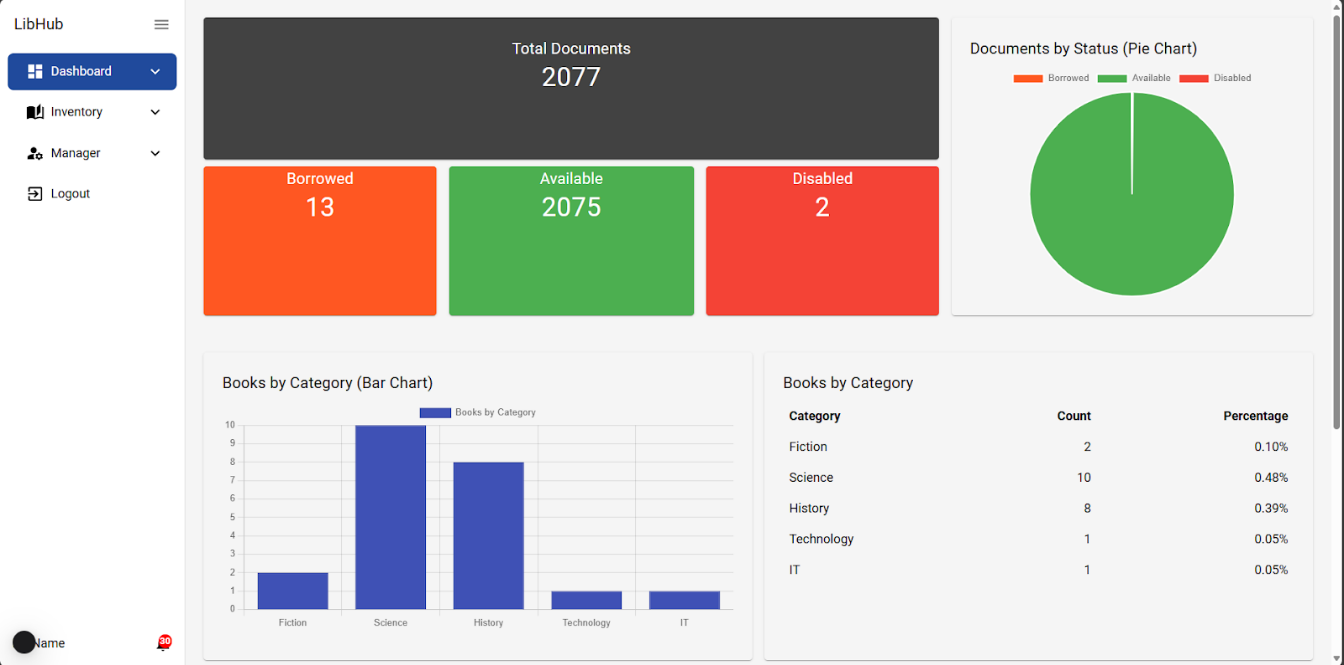 LibHub
Dashboard
Inventory
Manager
Logout
Name
30
Total Documents
2077
Borrowed
13
Available
2075
Disabled
2
Documents by Status (Pie Chart)
Borrowed Available Disabled
Books by Category (Bar Chart)
Books by Category
10
9
8
7
6
5
4
3
2
1
0
Fiction Science History Technology IT
Books by Category
Category Count Percentage
Fiction 2 0.10%
Science 10 0.48%
History 8 0.39%
Technology 1 0.05%
IT 1 0.05%